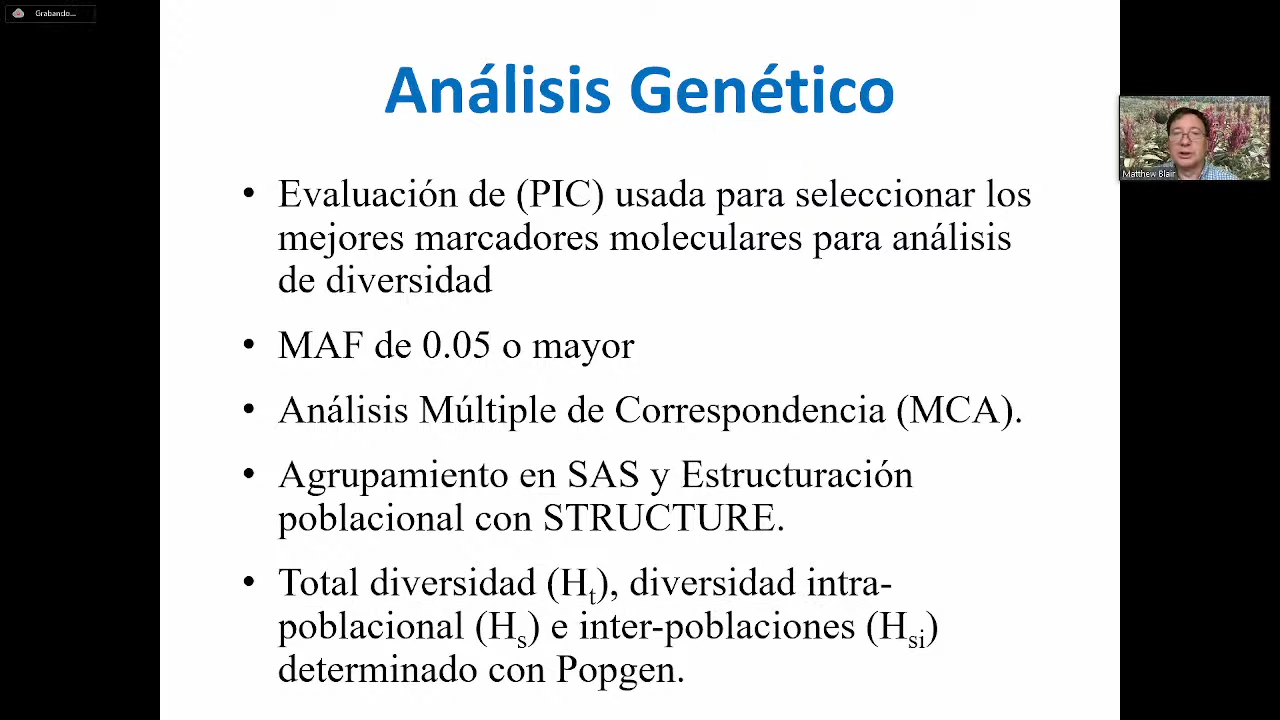 Grabando...
Análisis Genético
• Evaluación de (PIC) usada para seleccionar los
mejores marcadores moleculares para análisis
de diversidad
• MAF de 0.05 o mayor
• Análisis Múltiple de Correspondencia (MCA).
• Agrupamiento en SAS y Estructuración
poblacional con STRUCTURE.
• Total diversidad (Ht), diversidad intra-
poblacional (Hs) e inter-poblaciones (Hsi)
determinado con Popgen.
Matthew Blair